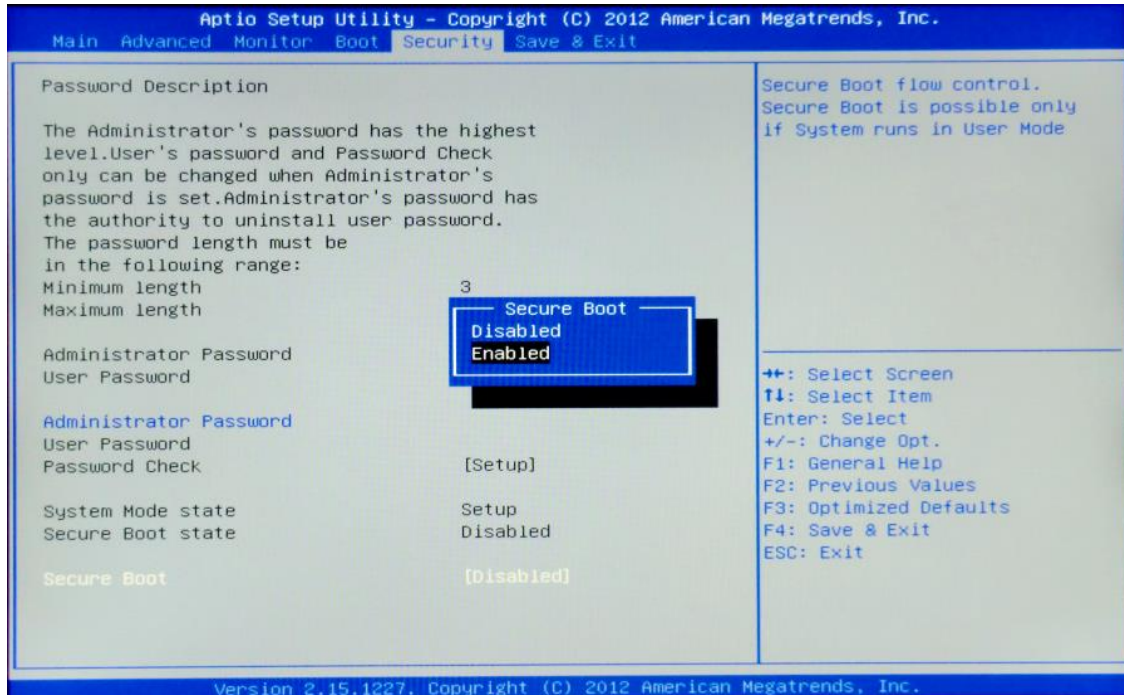 Aptio Setup Utility – Copyright (C) 2012 American Megatrends, Inc.
Main Advanced Monitor Boot Security Save & Exit
Password Description
The Administrator's password has the highest
level.User's password and Password Check
only can be changed when Administrator's
password is set.Administrator's password has
the authority to uninstall user password.
The password length must be
in the following range:
Minimum length 3
Maximum length
Administrator Password
User Password
Administrator Password
User Password
Password Check [Setup]
System Mode state Setup
Secure Boot state Disabled
Secure Boot [Disabled]
Secure Boot
Disabled
Enabled
Secure Boot flow control.
Secure Boot is possible only
if System runs in User Mode
→←: Select Screen
↑↓: Select Item
Enter: Select
+/-: Change Opt.
F1: General Help
F2: Previous Values
F3: Optimized Defaults
F4: Save & Exit
ESC: Exit
Version 2.15.1227. Copyright (C) 2012 American Megatrends, Inc.